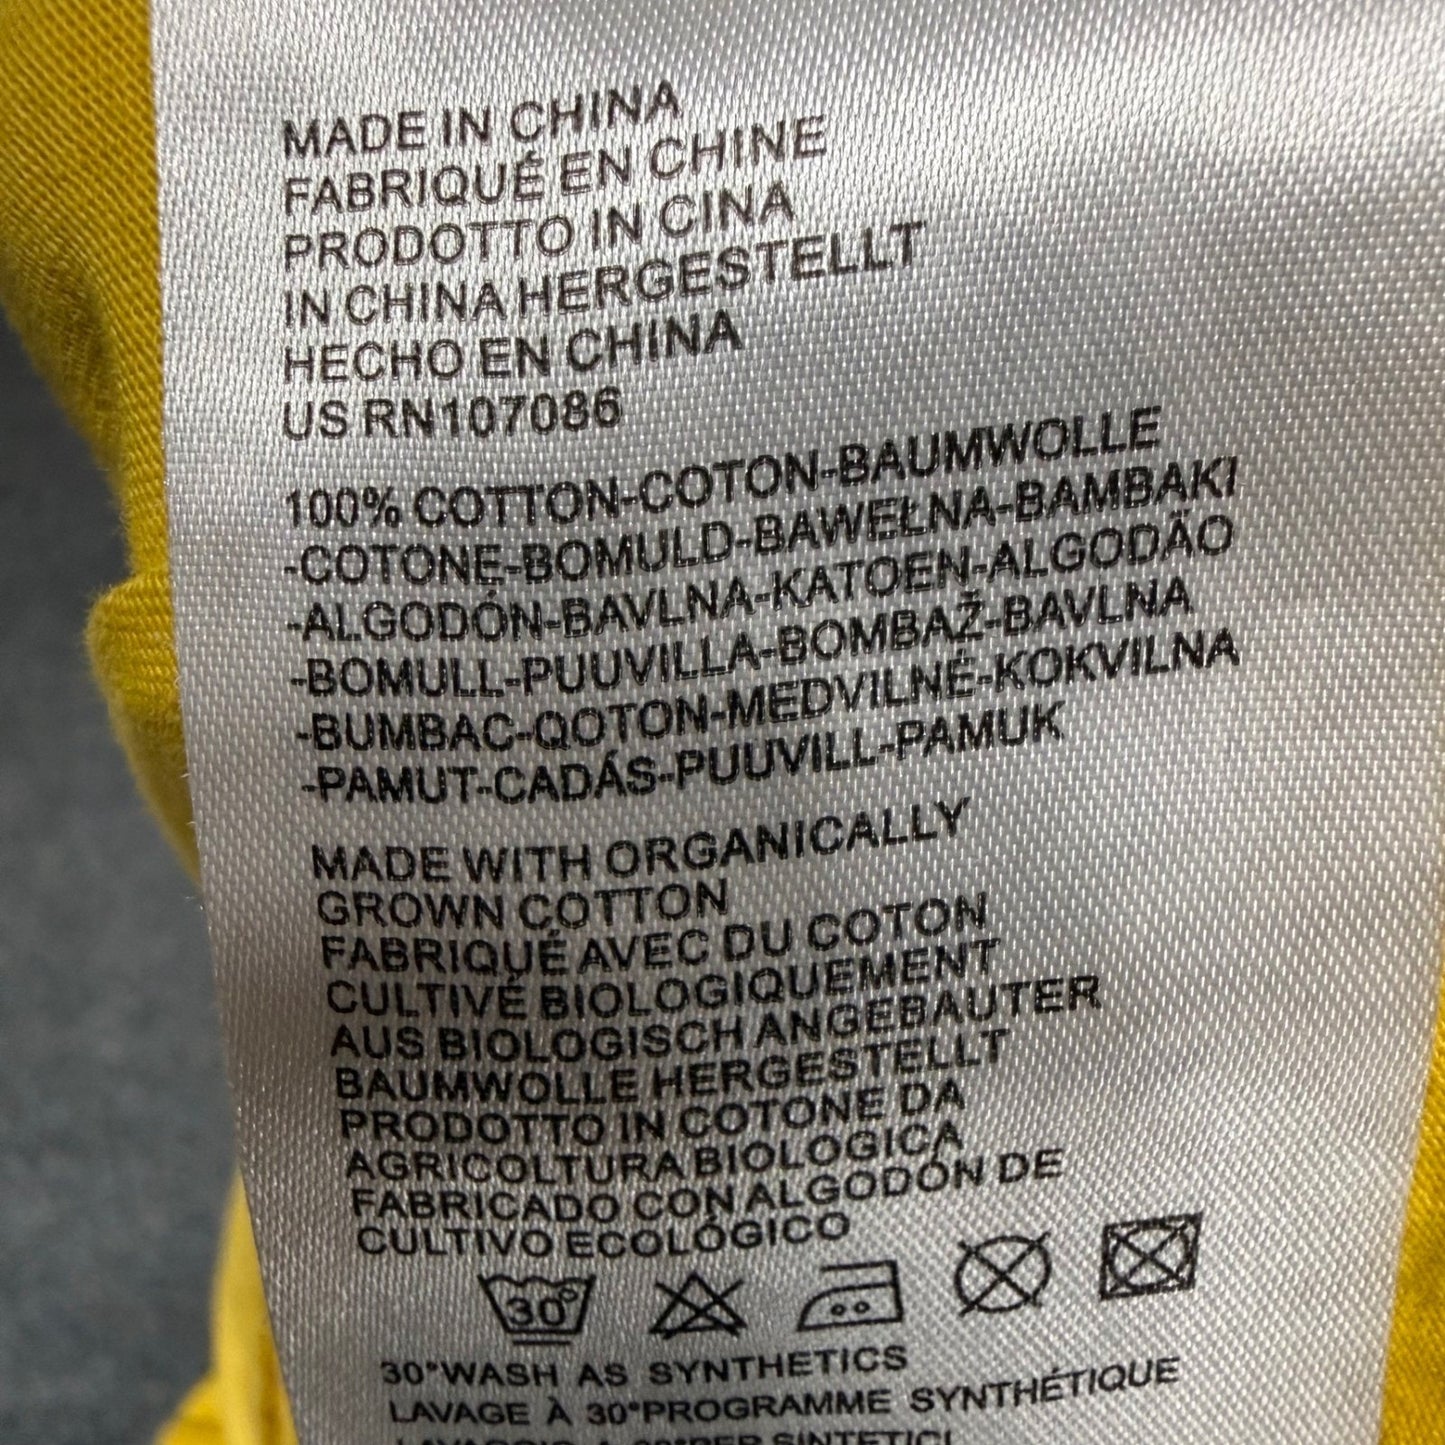 MADE IN CHINA
FABRIQUÉ EN CHINE
PRODOTTO IN CINA
IN CHINA HERGESTELLT
HECHO EN CHINA
US RN107086
100% COTTON-COTON-BAUMWOLLE
-COTONE-BOMULD-BAWEŁNA-BAMBAKI
-ALGODÓN-BAVLNA-KATOEN-ALGODÃO
-BOMULL-PUUVILLA-BOMBAŽ-BAVLNA
-BUMBAC-QOTON-MEDVILNĖ-KOKVILNA
-PAMUT-CADÁS-PUUVILL-PAMUK
MADE WITH ORGANICALLY
GROWN COTTON
FABRIQUÉ AVEC DU COTON
CULTIVÉ BIOLOGIQUEMENT
AUS BIOLOGISCH ANGEBAUTER
BAUMWOLLE HERGESTELLT
PRODOTTO IN COTONE DA
AGRICOLTURA BIOLOGICA
FABRICADO CON ALGODÓN DE
CULTIVO ECOLÓGICO
30°
30°WASH AS SYNTHETICS
LAVAGE À 30°PROGRAMME SYNTHÉTIQUE
SINTETICI